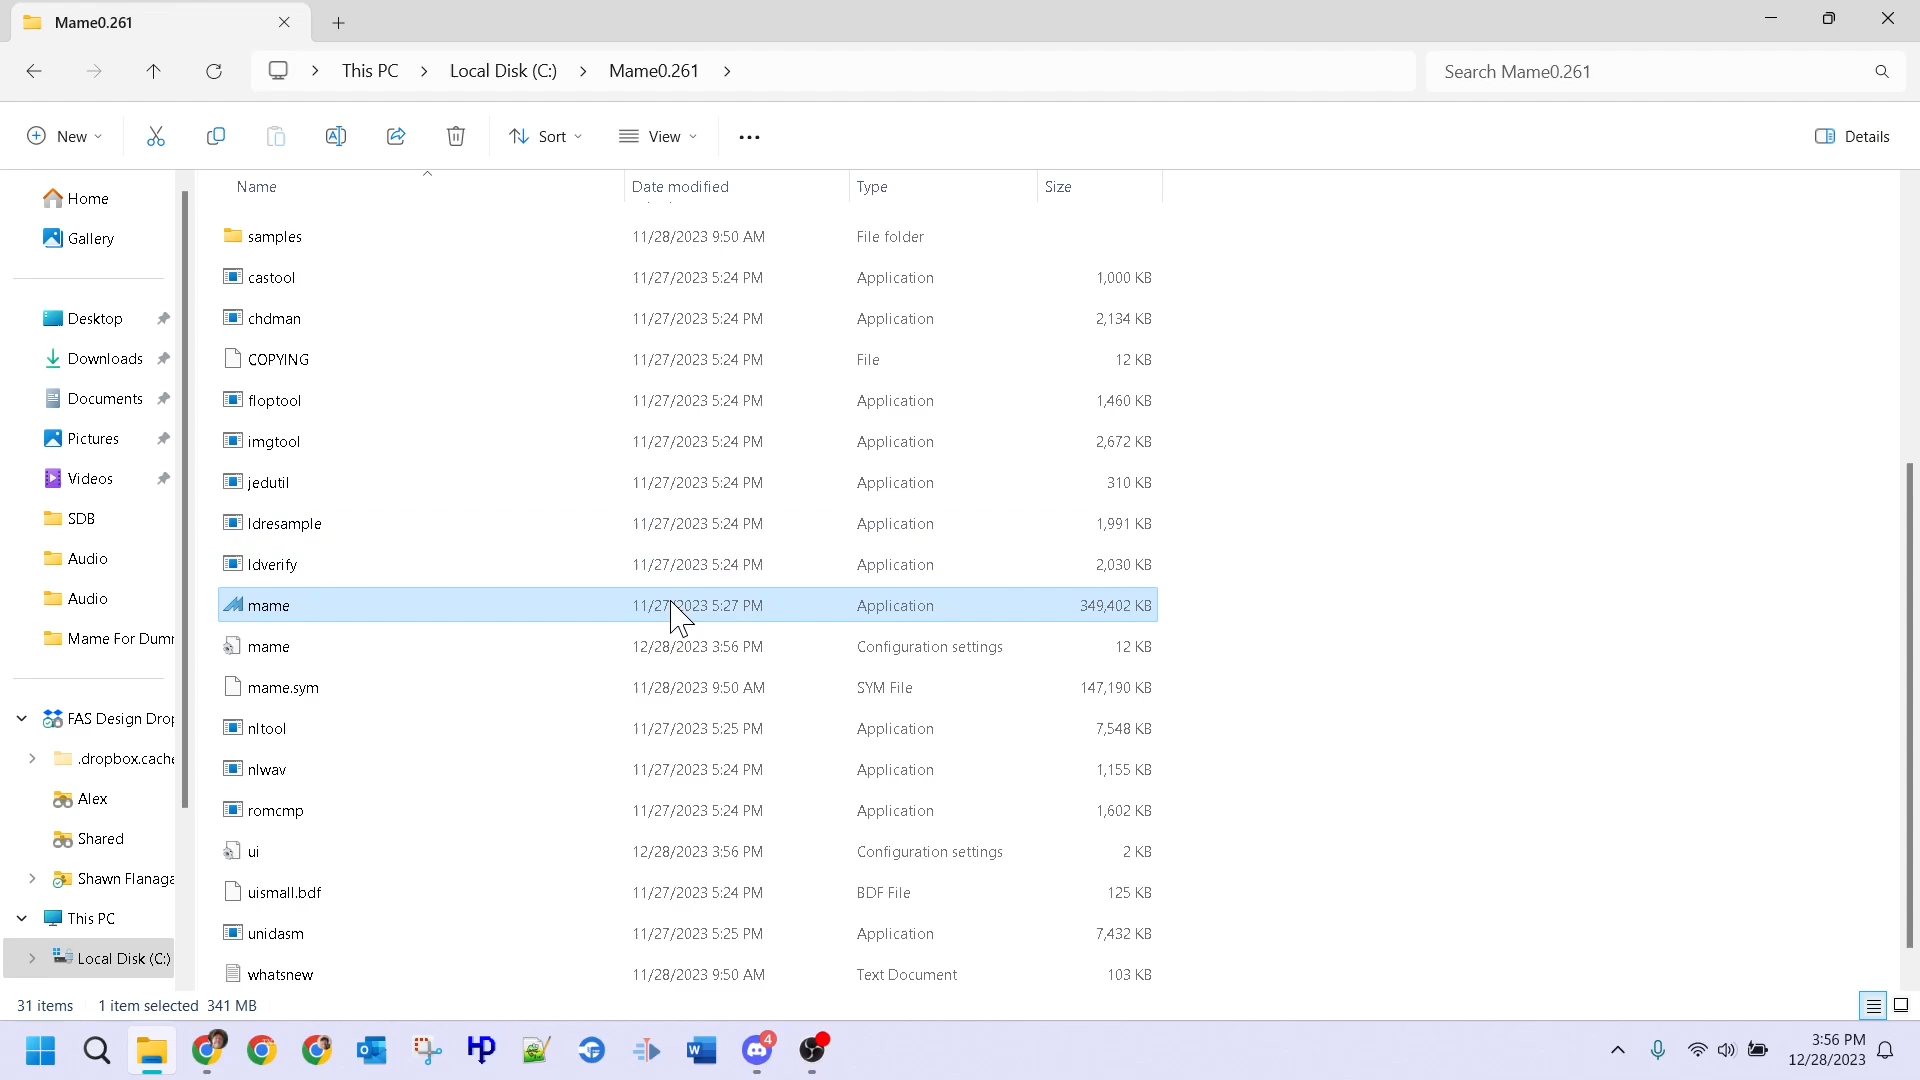 Mame0.261
This PC
Local Disk (C:)
Mame0.261
Search Mame0.261
New
Sort
View
Details
Name
Date modified
Type
Size
samples 11/28/2023 9:50 AM File folder
castool 11/27/2023 5:24 PM Application 1,000 KB
chdman 11/27/2023 5:24 PM Application 2,134 KB
COPYING 11/27/2023 5:24 PM File 12 KB
floptool 11/27/2023 5:24 PM Application 1,460 KB
imgtool 11/27/2023 5:24 PM Application 2,672 KB
jedutil 11/27/2023 5:24 PM Application 310 KB
ldresample 11/27/2023 5:24 PM Application 1,991 KB
ldverify 11/27/2023 5:24 PM Application 2,030 KB
mame 11/27/2023 5:27 PM Application 349,402 KB
mame 12/28/2023 3:56 PM Configuration settings 12 KB
mame.sym 11/28/2023 9:50 AM SYM File 147,190 KB
nltool 11/27/2023 5:25 PM Application 7,548 KB
nlwav 11/27/2023 5:24 PM Application 1,155 KB
romcmp 11/27/2023 5:24 PM Application 1,602 KB
ui 12/28/2023 3:56 PM Configuration settings 2 KB
uismall.bdf 11/27/2023 5:24 PM BDF File 125 KB
unidasm 11/27/2023 5:25 PM Application 7,432 KB
whatsnew 11/28/2023 9:50 AM Text Document 103 KB
Home
Gallery
Desktop
Downloads
Documents
Pictures
Videos
SDB
Audio
Audio
Mame For Dum
FAS Design Drop
.dropbox.cache
Alex
Shared
Shawn Flanaga
This PC
Local Disk (C:)
31 items 1 item selected 341 MB
HD
4
3:56 PM
12/28/2023